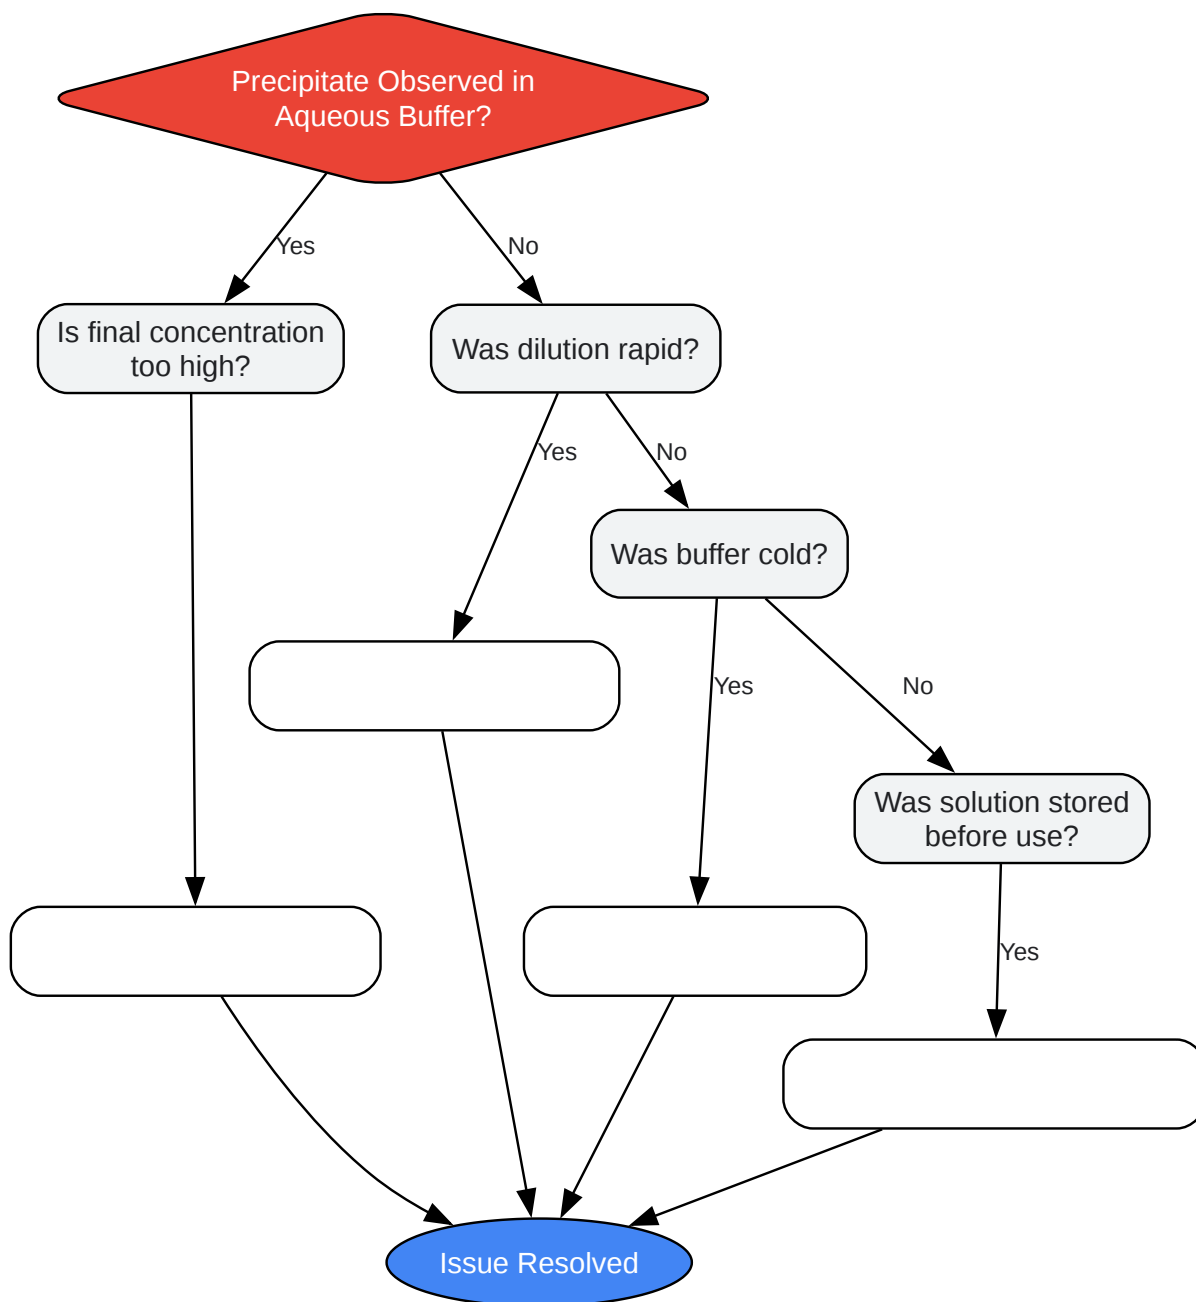 Precipitate Observed in
Aqueous Buffer?
Yes
No
Is final concentration
too high?
Was dilution rapid?
Yes
No
Was buffer cold?
Yes
No
Was solution stored
before use?
Yes
Issue Resolved